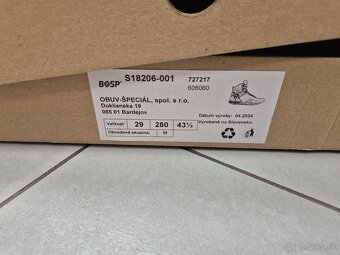 BOSP S18206-001 727217
606060
OBUV-ŠPECIÁL, spol. s r.o.
Duklianska 19
085 01 Bardejov
Dátum výroby: 04-2024
Vyrobené na Slovensku
Veľkosť 29 280 43½
Obvodová skupina: H